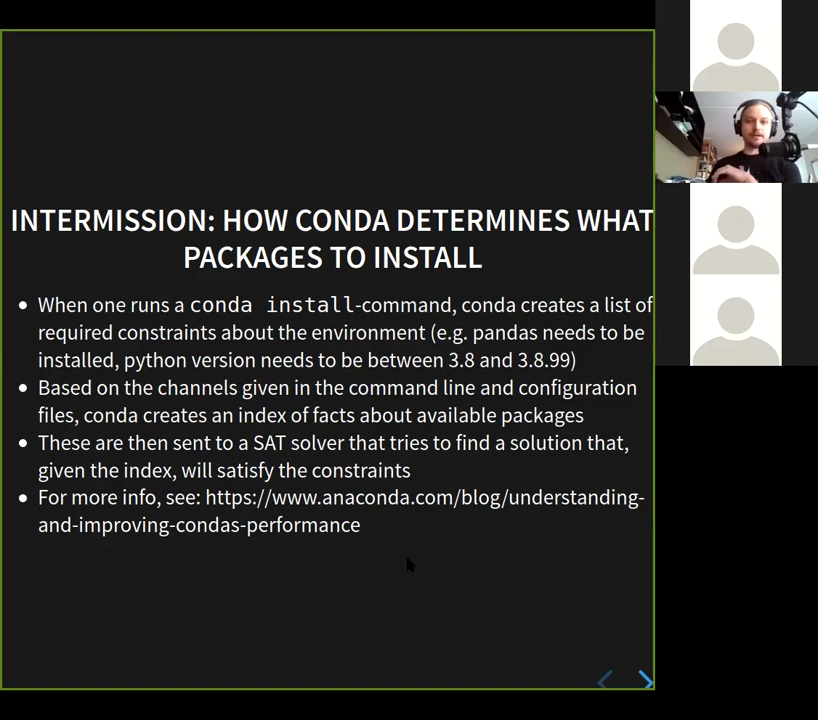 INTERMISSION: HOW CONDA DETERMINES WHAT
PACKAGES TO INSTALL
When one runs a conda install-command, conda creates a list of
required constraints about the environment (e.g. pandas needs to be
installed, python version needs to be between 3.8 and 3.8.99)
Based on the channels given in the command line and configuration
files, conda creates an index of facts about available packages
These are then sent to a SAT solver that tries to find a solution that,
given the index, will satisfy the constraints
For more info, see: https://www.anaconda.com/blog/understanding-
and-improving-condas-performance